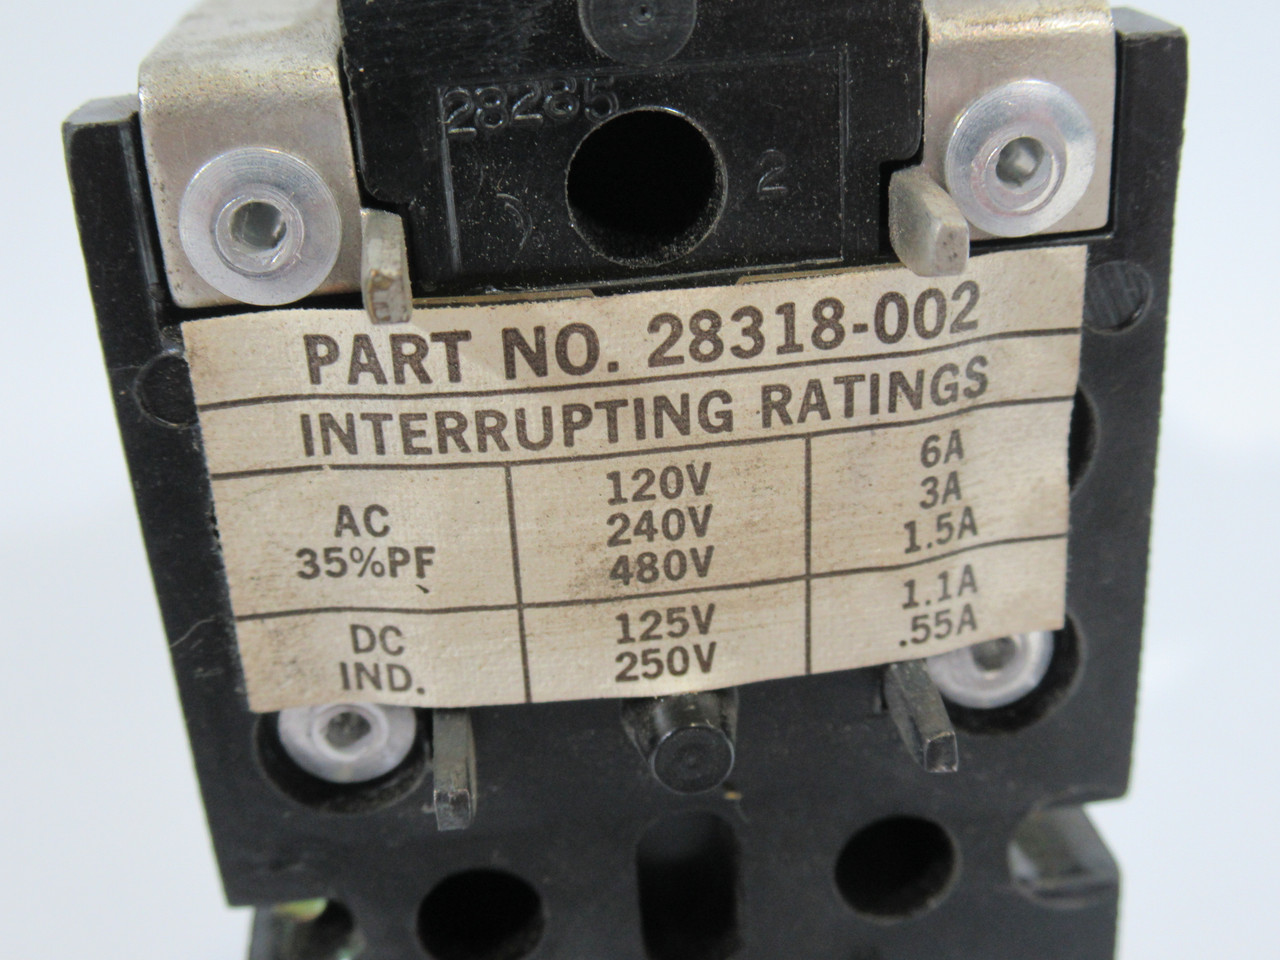 28285
2
PART NO. 28318-002
INTERRUPTING RATINGS
AC
35%PF
120V 6A
240V 3A
480V 1.5A
DC
IND.
125V 1.1A
250V .55A